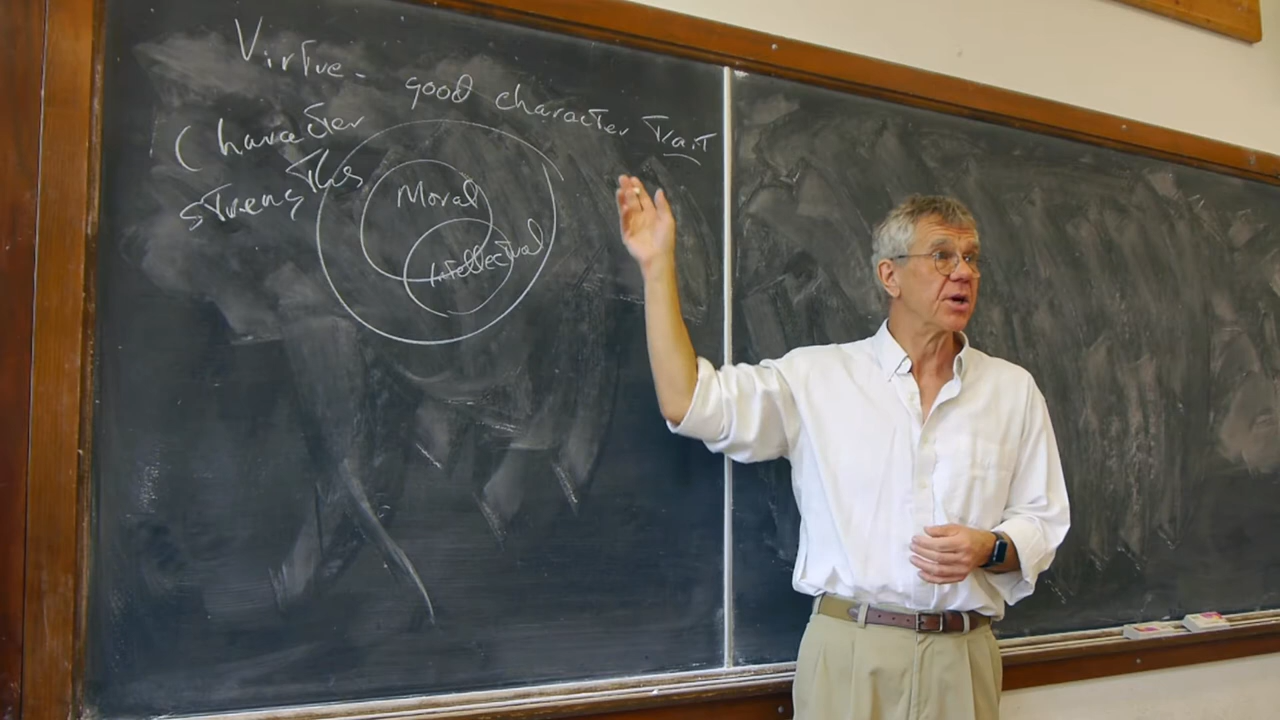 Virtue - good character trait
Character
strengths
Moral
Intellectual